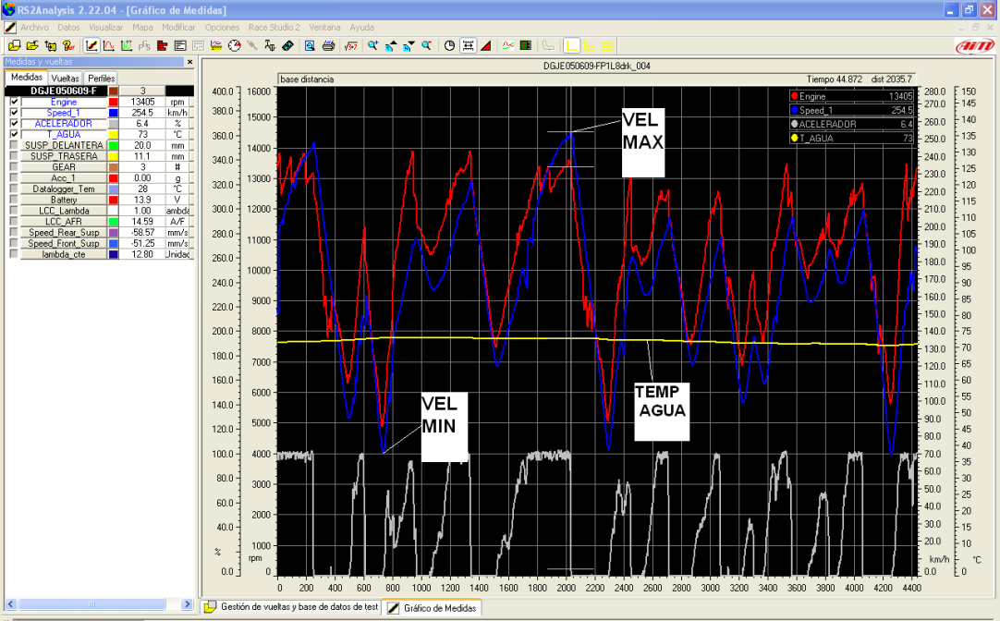 RS2Analysis 2.22.04 - [Gráfico de Medidas]
Archivo Datos Visualizar Mapa Modificar Opciones Race Studio 2 Ventana Ayuda
AiM
Medidas y vueltas
Medidas Vueltas Perfiles
DGJE050609-F 3
Engine 13405 rpm
Speed_1 254.5 km/h
ACELERADOR 6.4 %
T_AGUA 73 °C
SUSP_DELANTERA 20.0 mm
SUSP_TRASERA 11.1 mm
GEAR 3 #
Acc_1 0.00 g
Datalogger_Tem 28 °C
Battery 13.9 V
LCC_Lambda 1.00 ambda
LCC_AFR 14.59 A/F
Speed_Rear_Susp -58.57 mm/s
Speed_Front_Susp -51.25 mm/s
lambda_cte 12.80 Jnidad
DGJE050609-FP1L8drk_004
base distancia Tiempo 44.872 dist 2035.7
Engine 13405
Speed_1 254.5
ACELERADOR 6.4
T_AGUA 73
400.0
380.0
360.0
340.0
320.0
300.0
280.0
260.0
240.0
220.0
200.0
180.0
160.0
140.0
120.0
100.0
80.0
60.0
40.0
%
0.0
16000
15000
14000
13000
12000
11000
10000
9000
8000
7000
6000
5000
4000
3000
2000
1000
rpm
0
VEL
MAX
VEL
MIN
TEMP
AGUA
280.0
270.0
260.0
250.0
240.0
230.0
220.0
210.0
200.0
190.0
180.0
170.0
160.0
150.0
140.0
130.0
120.0
110.0
100.0
90.0
80.0
70.0
60.0
50.0
40.0
30.0
20.0
km/h
0.0
150
145
140
135
130
125
120
115
110
105
100
95
90
85
80
75
70
65
60
55
50
45
40
35
30
25
20
15
10
°C
0
0 200 400 600 800 1000 1200 1400 1600 1800 2000 2200 2400 2600 2800 3000 3200 3400 3600 3800 4000 4200 4400
Gestión de vueltas y base de datos de test Gráfico de Medidas